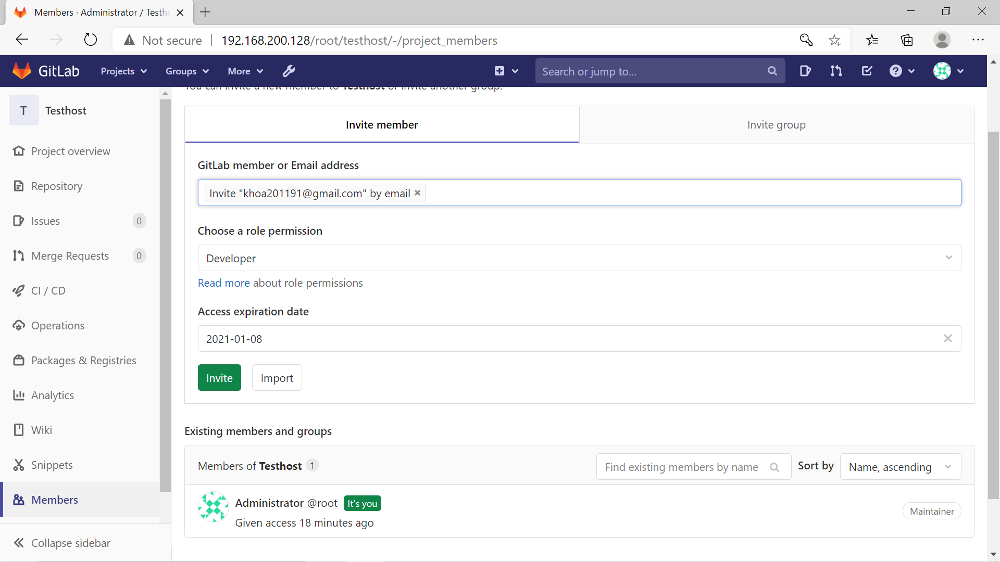 Members · Administrator / Testh
Not secure
192.168.200.128/root/testhost/-/project_members
GitLab
Projects
Groups
More
Search or jump to...
You can invite a new member to Testhost or invite another group.
T
Testhost
Project overview
Repository
Issues
0
Merge Requests
0
CI / CD
Operations
Packages & Registries
Analytics
Wiki
Snippets
Members
Collapse sidebar
Invite member
Invite group
GitLab member or Email address
Invite "khoa201191@gmail.com" by email
Choose a role permission
Developer
Read more about role permissions
Access expiration date
2021-01-08
Invite
Import
Existing members and groups
Members of Testhost 1
Find existing members by name
Sort by
Name, ascending
Administrator @root It's you
Given access 18 minutes ago
Maintainer